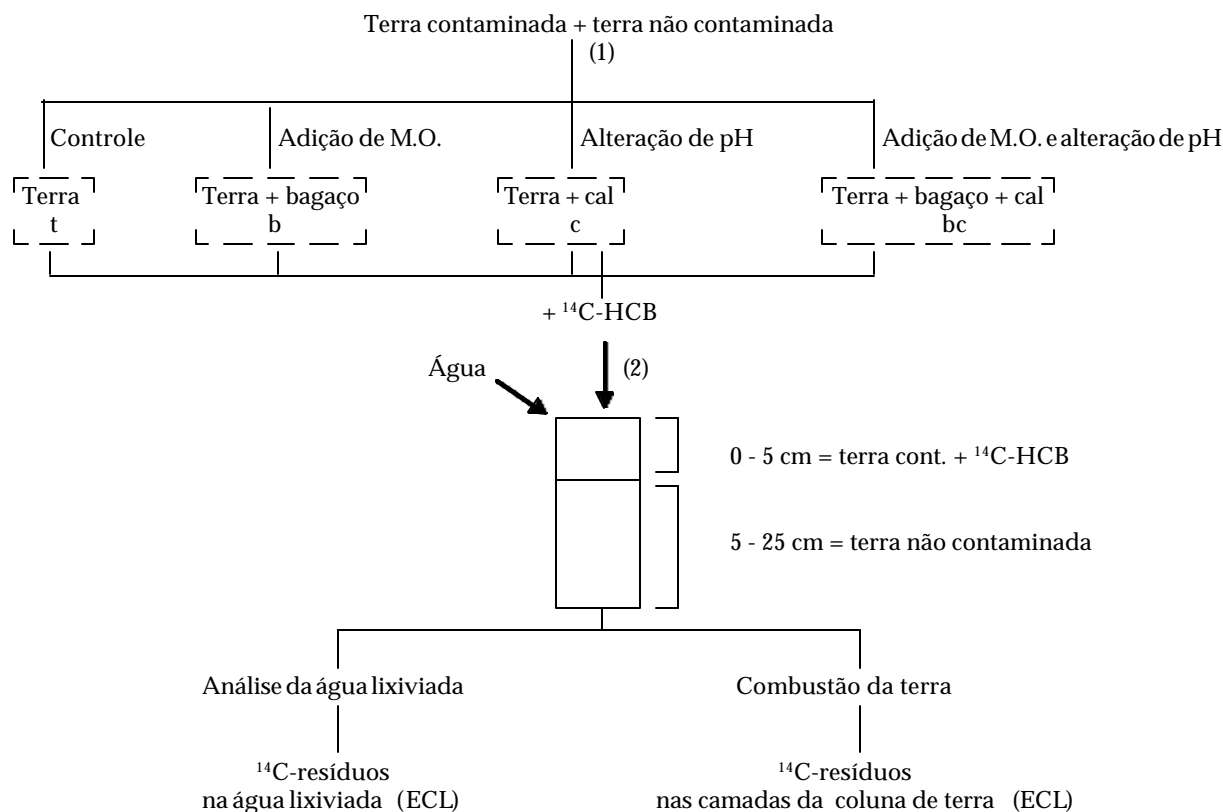 Terra contaminada + terra não contaminada
(1)
Controle
Adição de M.O.
Alteração de pH
Adição de M.O. e alteração de pH
Terra
t
Terra + bagaço
b
Terra + cal
c
Terra + bagaço + cal
bc
+ ¹⁴C-HCB
Água
(2)
0 - 5 cm = terra cont. + ¹⁴C-HCB
5 - 25 cm = terra não contaminada
Análise da água lixiviada
Combustão da terra
¹⁴C-resíduos
na água lixiviada (ECL)
¹⁴C-resíduos
nas camadas da coluna de terra (ECL)